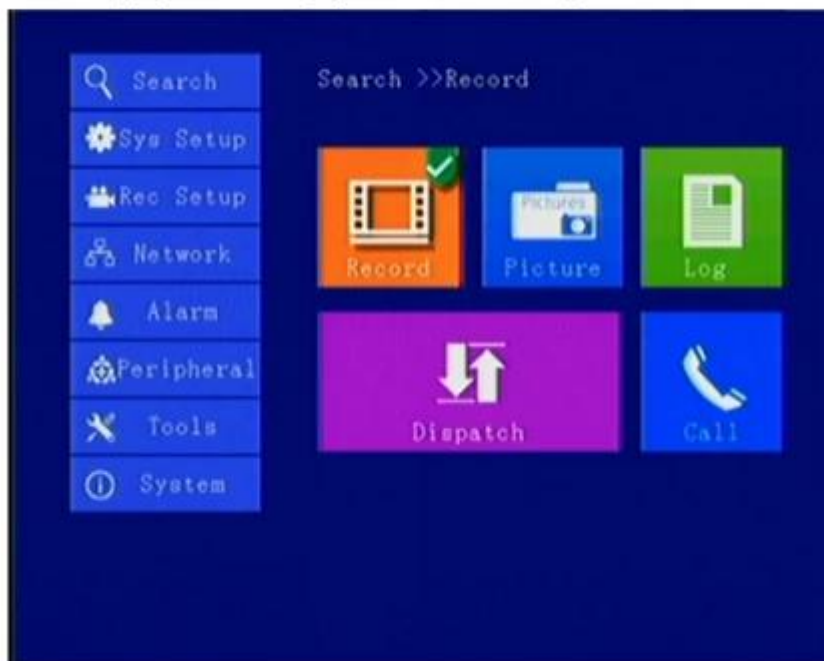 Search
Sys Setup
Rec Setup
Network
Alarm
Peripheral
Tools
System
Search >>Record
Record
Pictures
Picture
Log
Dispatch
Call